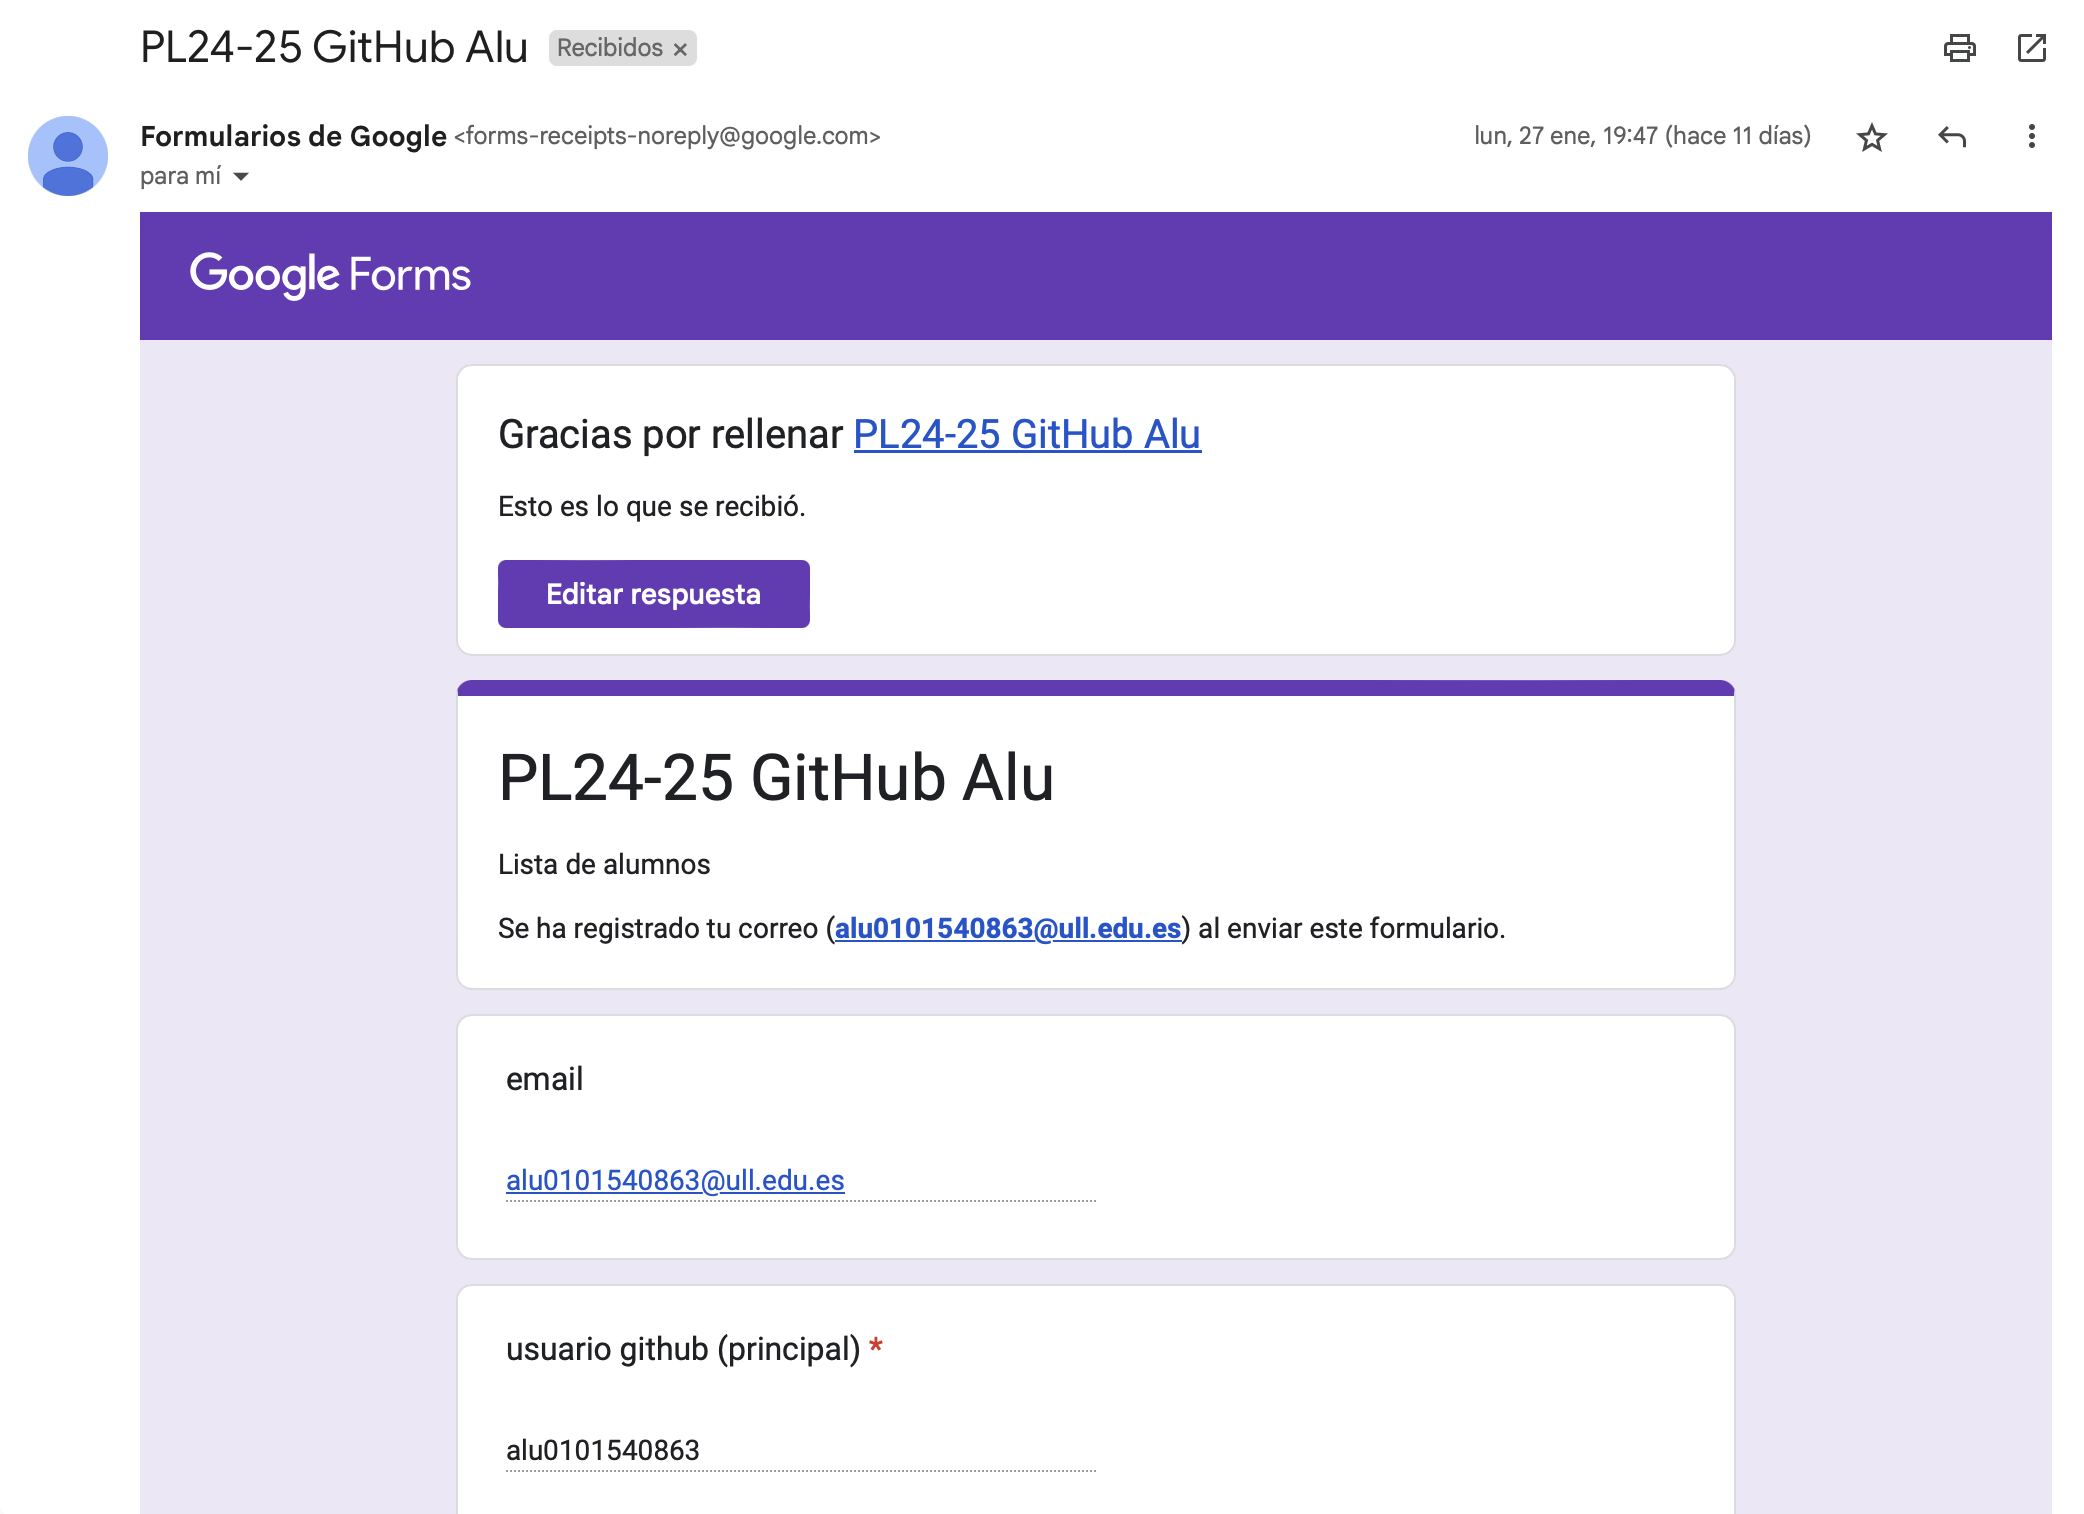 PL24-25 GitHub Alu Recibidos ×
Formularios de Google <forms-receipts-noreply@google.com> lun, 27 ene, 19:47 (hace 11 días)
para mí
Google Forms
Gracias por rellenar PL24-25 GitHub Alu
Esto es lo que se recibió.
Editar respuesta
PL24-25 GitHub Alu
Lista de alumnos
Se ha registrado tu correo (alu0101540863@ull.edu.es) al enviar este formulario.
email
alu0101540863@ull.edu.es
usuario github (principal) *
alu0101540863